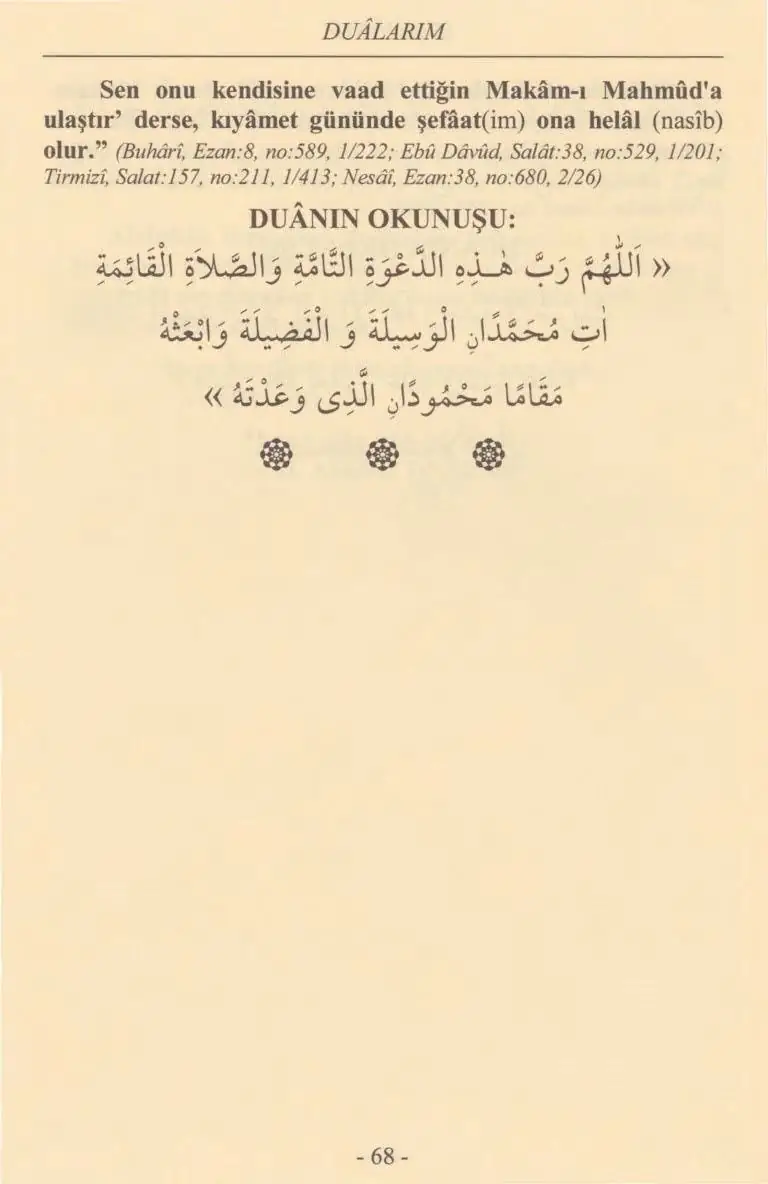 DUÂLARIM
Sen onu kendisine vaad ettiğin Makâm-ı Mahmûd'a
ulaştır’ derse, kıyâmet gününde şefâat(im) ona helâl (nasîb)
olur.” (Buhârî, Ezan:8, no:589, 1/222; Ebû Dâvûd, Salât:38, no:529, 1/201;
Tirmizî, Salat:157, no:211, 1/413; Nesâî, Ezan:38, no:680, 2/26)
DUÂNIN OKUNUŞU:
« اَللّٰهُمَّ رَبَّ هٰـذِهِ الدَّعْوَةِ التَّامَّةِ وَالصَّلاَةِ الْقَائِمَةِ
اٰتِ مُحَمَّدًانِ الْوَسِيلَةَ وَ الْفَضِيلَةَ وَابْعَثْهُ
مَقَامًا مَحْمُودًانِ الَّذِى وَعَدْتَهُ »
- 68 -